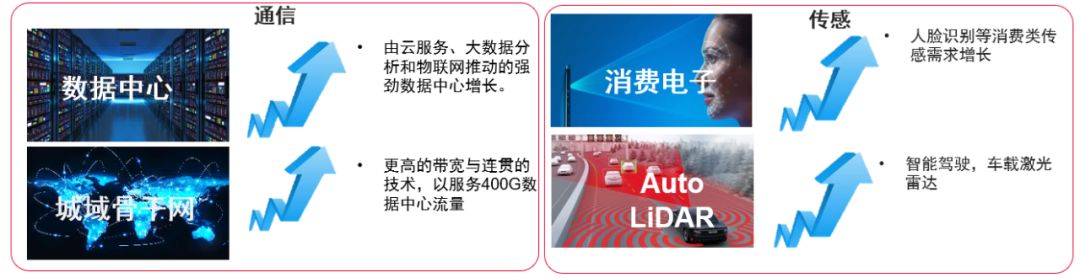 通信
数据中心
• 由云服务、大数据分
析和物联网推动的强
劲数据中心增长。
城域骨干网
• 更高的带宽与连贯的
技术，以服务400G数
据中心流量
传感
消费电子
• 人脸识别等消费类传
感需求增长
Auto
LiDAR
• 智能驾驶，车载激光
雷达